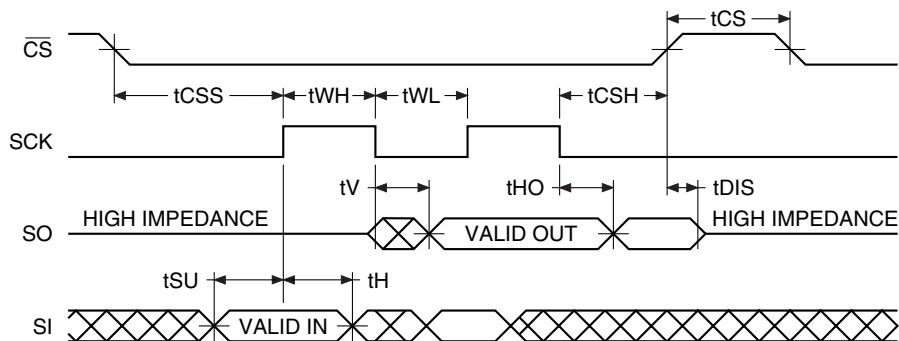 tCS
CS
tCSS
tWH
tWL
tCSH
SCK
tV
tHO
tDIS
HIGH IMPEDANCE
VALID OUT
HIGH IMPEDANCE
SO
tSU
tH
SI
VALID IN